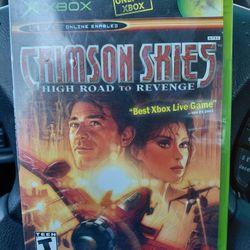 XBOX
ONLY ON
XBOX
ONLINE ENABLED
CRIMSON SKIES
HIGH ROAD TO REVENGE
"Best Xbox Live Game"
TEEN
T